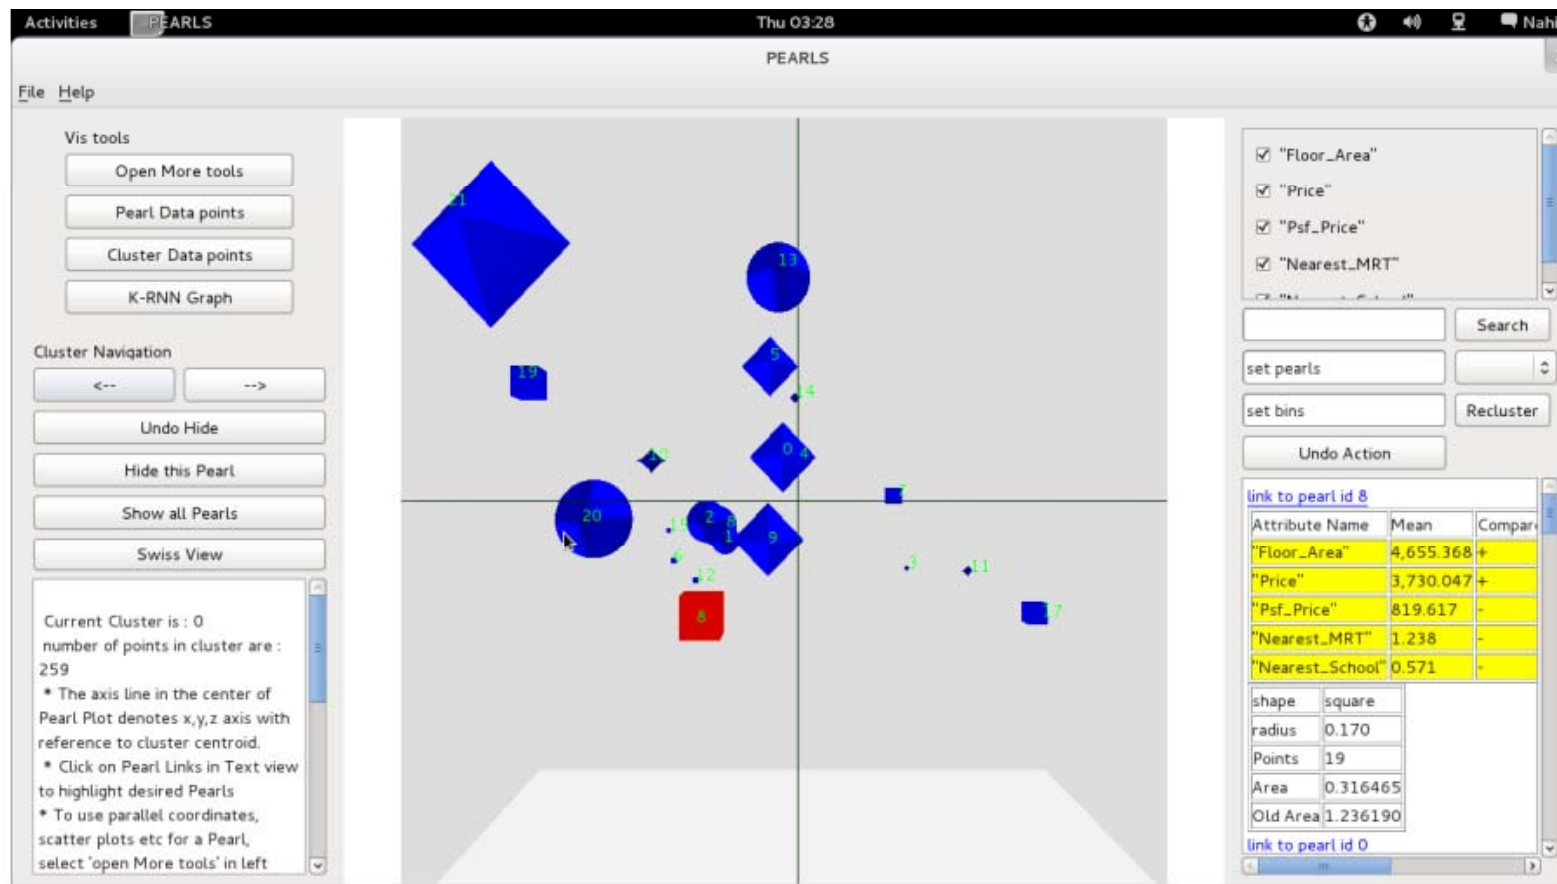 Activities
PEARLS
Thu 03:28
Nahi
PEARLS
File Help
Vis tools
Open More tools
Pearl Data points
Cluster Data points
K-RNN Graph
Cluster Navigation
<--
-->
Undo Hide
Hide this Pearl
Show all Pearls
Swiss View
Current Cluster is : 0
number of points in cluster are :
259
* The axis line in the center of
Pearl Plot denotes x,y,z axis with
reference to cluster centroid.
* Click on Pearl Links in Text view
to highlight desired Pearls
* To use parallel coordinates,
scatter plots etc for a Pearl,
select 'open More tools' in left
21
13
5
19
14
0
4
7
20
2
8
1
9
15
6
12
3
11
8
17
"Floor_Area"
"Price"
"Psf_Price"
"Nearest_MRT"
Search
set pearls
set bins
Recluster
Undo Action
link to pearl id 8
Attribute Name Mean Compar
"Floor_Area" 4,655.368 +
"Price" 3,730.047 +
"Psf_Price" 819.617 -
"Nearest_MRT" 1.238 -
"Nearest_School" 0.571 -
shape square
radius 0.170
Points 19
Area 0.316465
Old Area 1.236190
link to pearl id 0